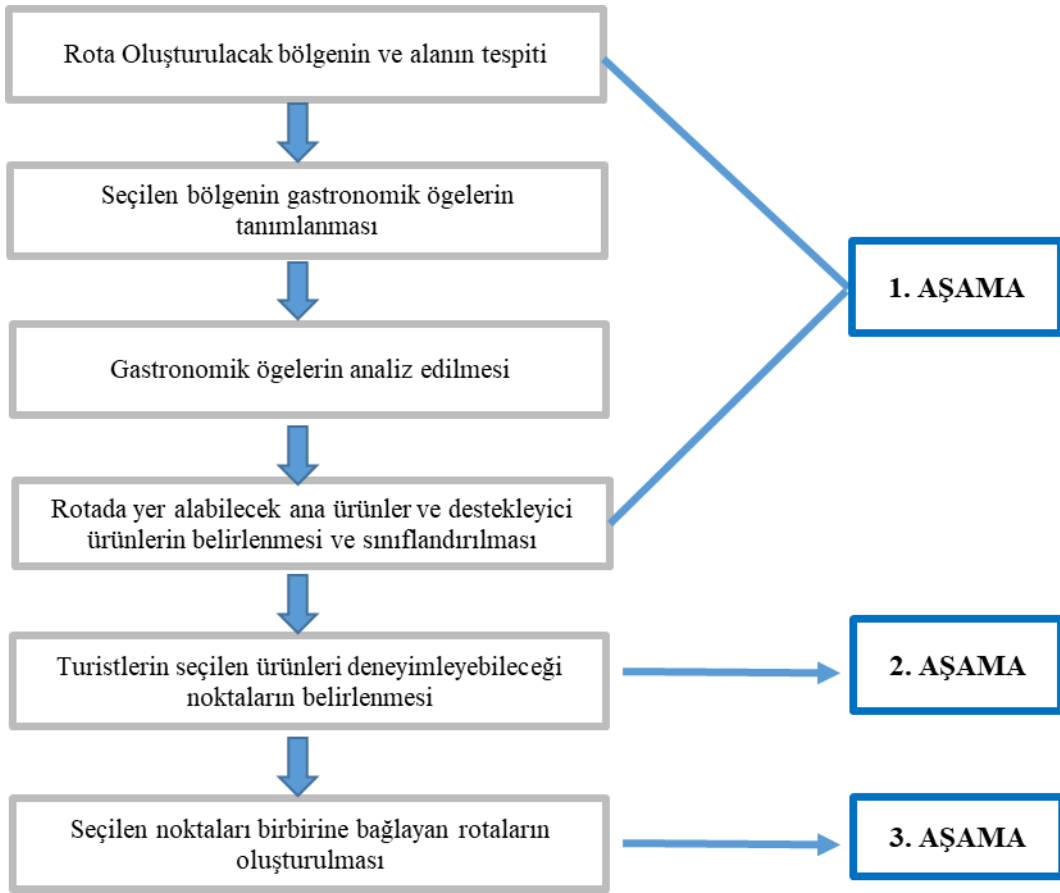 Rota Oluşturulacak bölgenin ve alanın tespiti
Seçilen bölgenin gastronomik ögelerin
tanımlanması
1. AŞAMA
Gastronomik ögelerin analiz edilmesi
Rotada yer alabilecek ana ürünler ve destekleyici
ürünlerin belirlenmesi ve sınıflandırılması
Turistlerin seçilen ürünleri deneyimleyebileceği
noktaların belirlenmesi
2. AŞAMA
Seçilen noktaları birbirine bağlayan rotaların
oluşturulması
3. AŞAMA